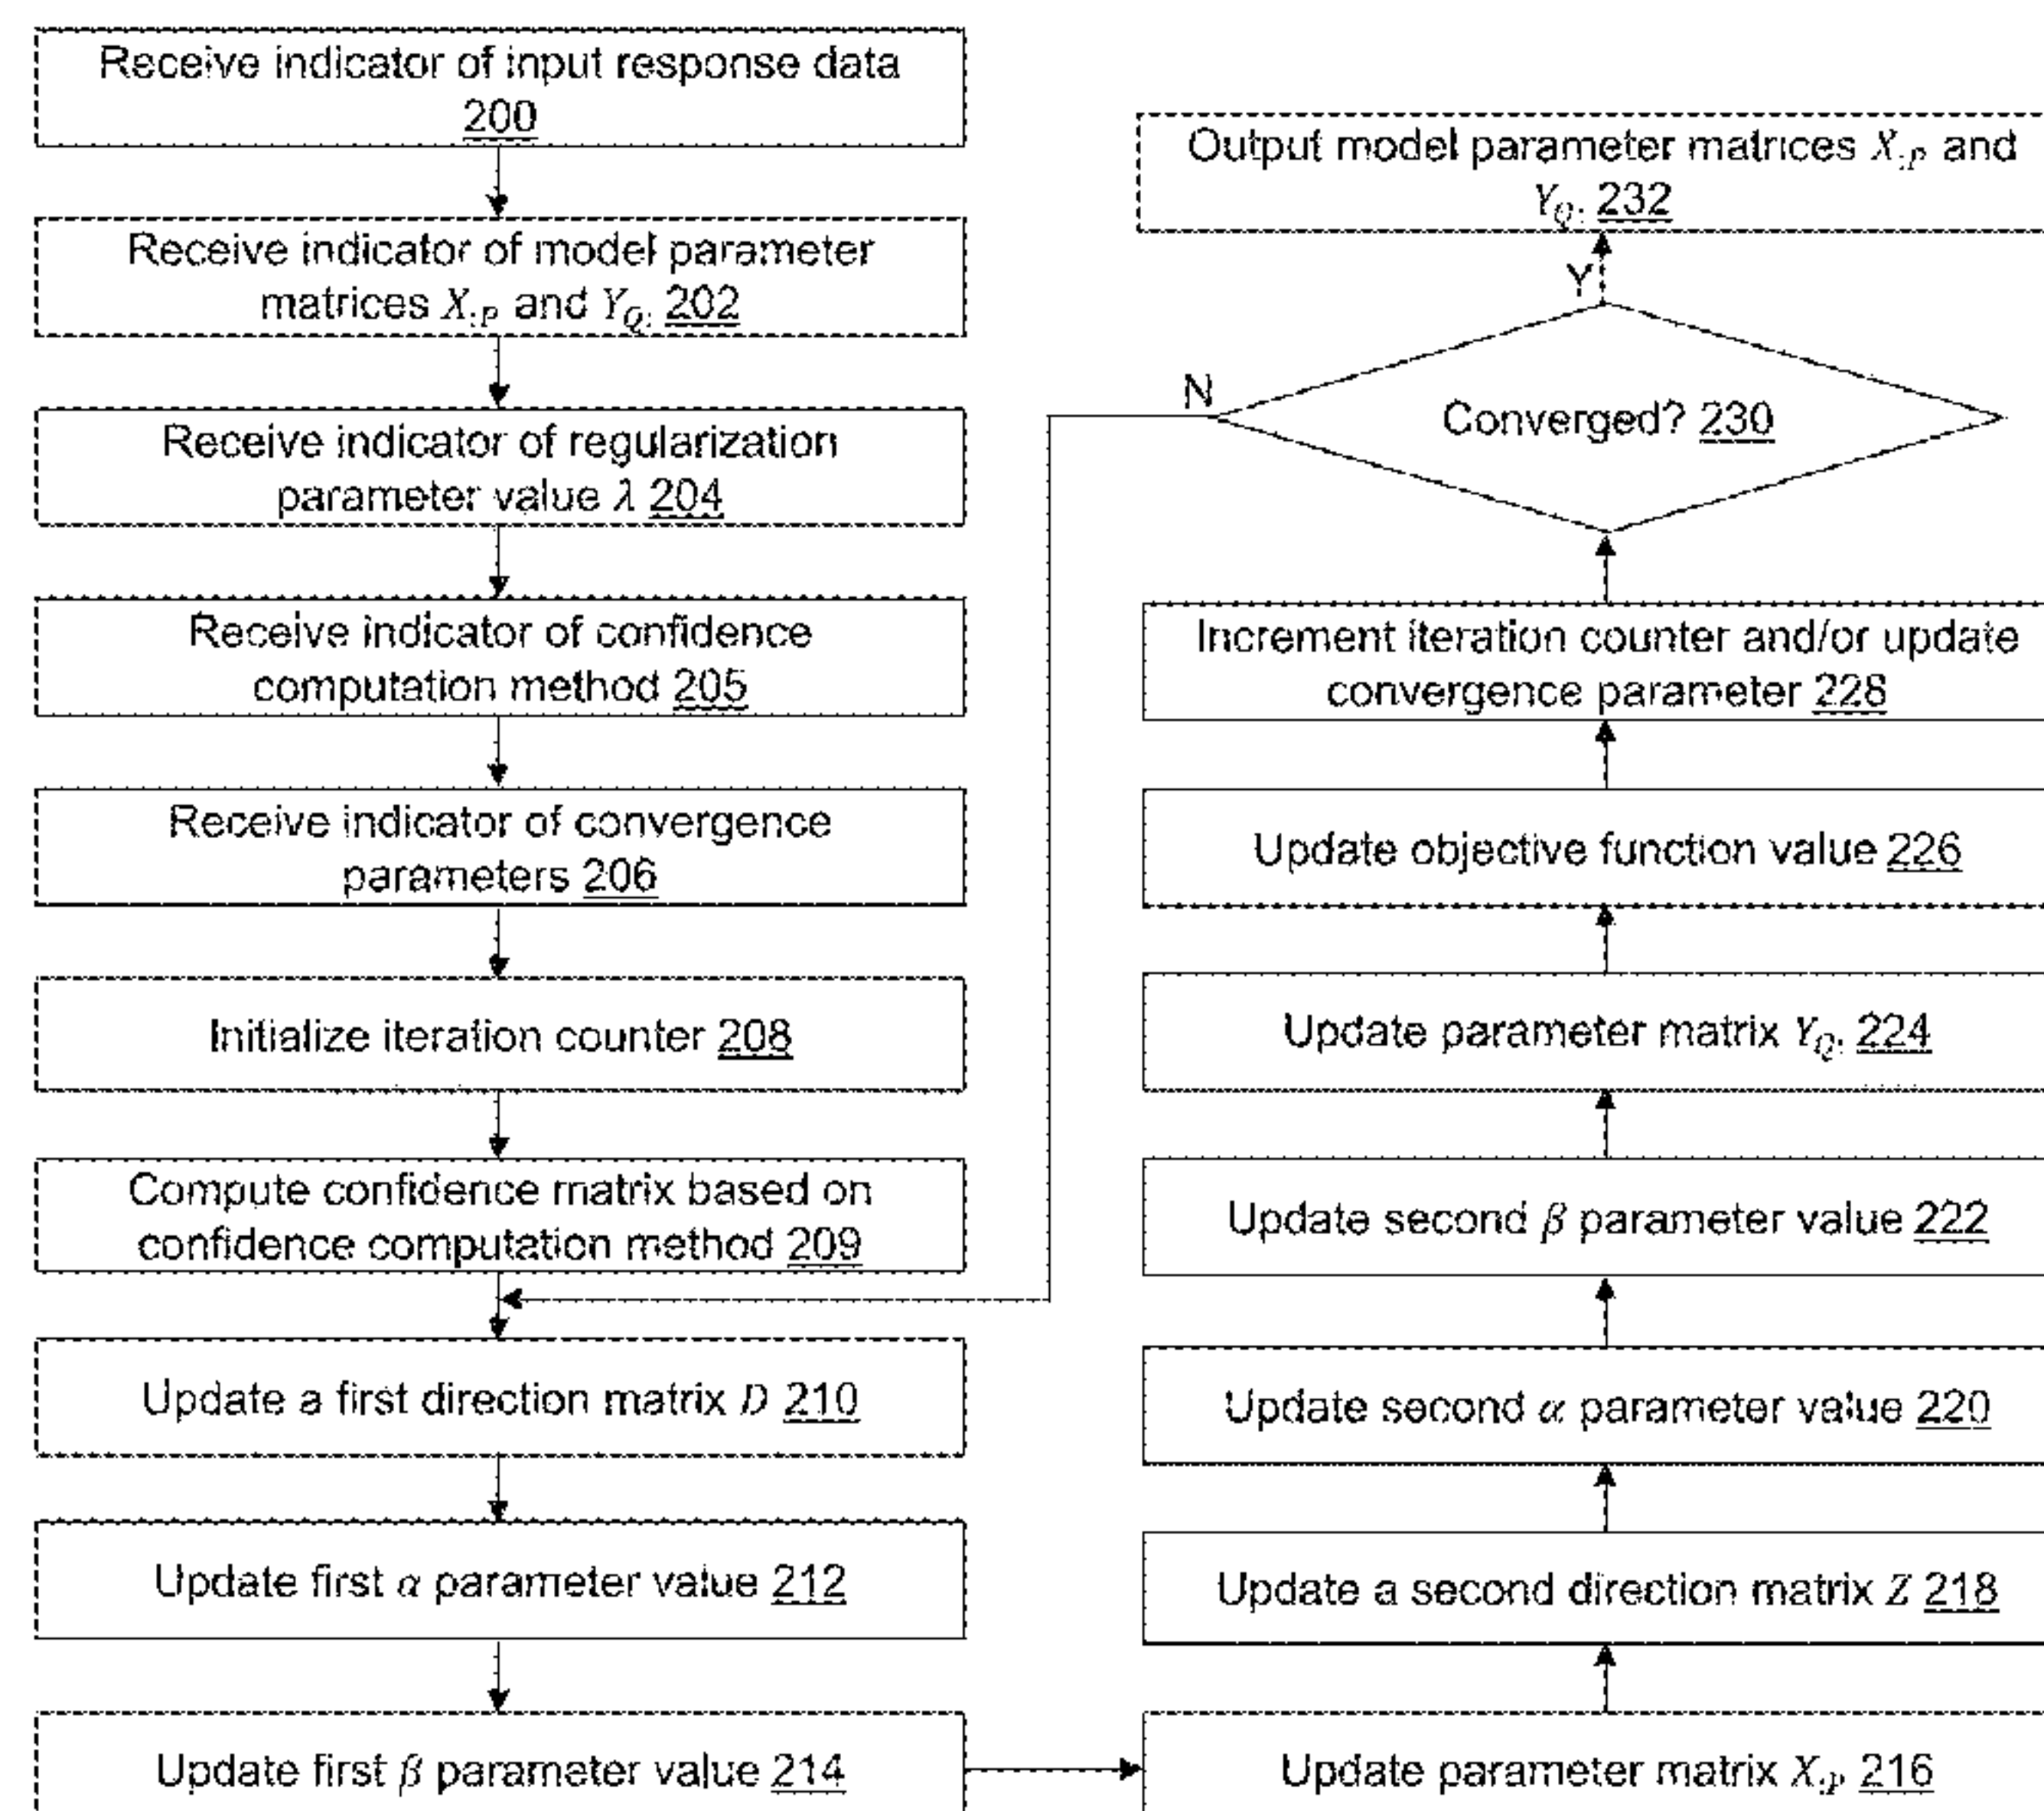 Receive indicator of input response data
200
Receive indicator of model parameter
matrices X:P and YQ: 202
Receive indicator of regularization
parameter value λ 204
Receive indicator of confidence
computation method 205
Receive indicator of convergence
parameters 206
Initialize iteration counter 208
Compute confidence matrix based on
confidence computation method 209
Update a first direction matrix D 210
Update first α parameter value 212
Update first β parameter value 214
Update parameter matrix X:P 216
Update a second direction matrix Z 218
Update second α parameter value 220
Update second β parameter value 222
Update parameter matrix YQ: 224
Update objective function value 226
Increment iteration counter and/or update
convergence parameter 228
Converged? 230
N
Y
Output model parameter matrices X:P and
YQ: 232